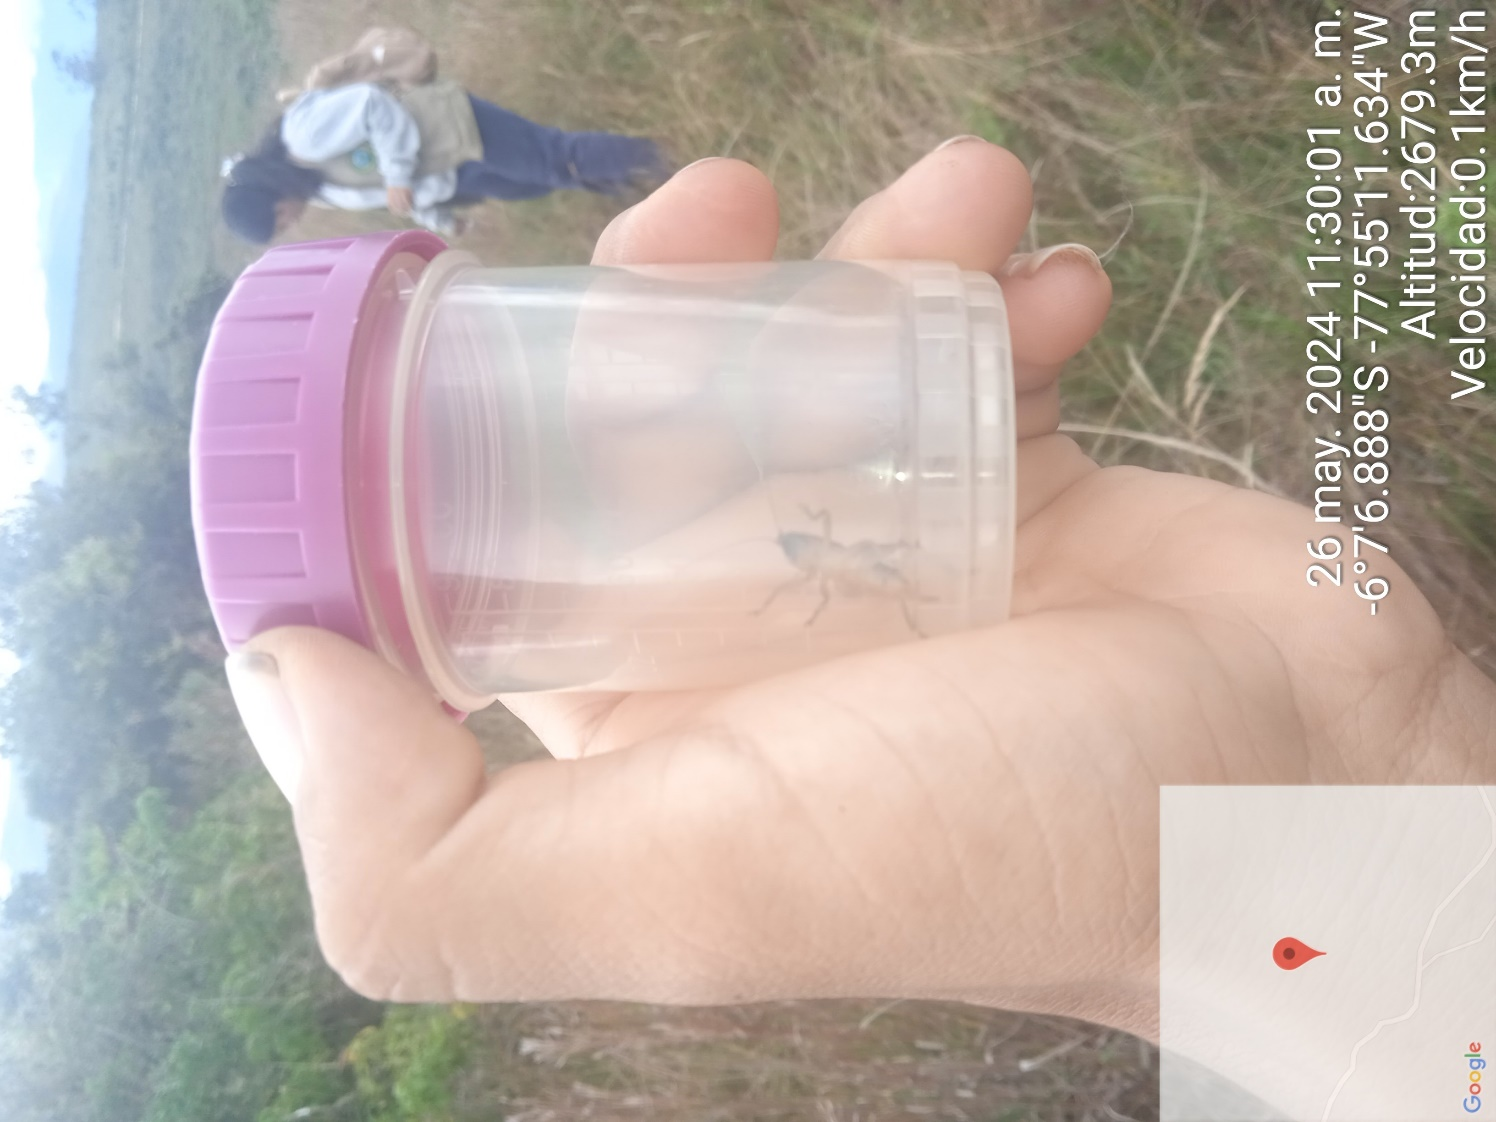 26 may. 2024 11:30:01 a. m.
-6°7'6.888"S -77°55'11.634"W
Altitud:2679.3m
Velocidad:0.1km/h
Google